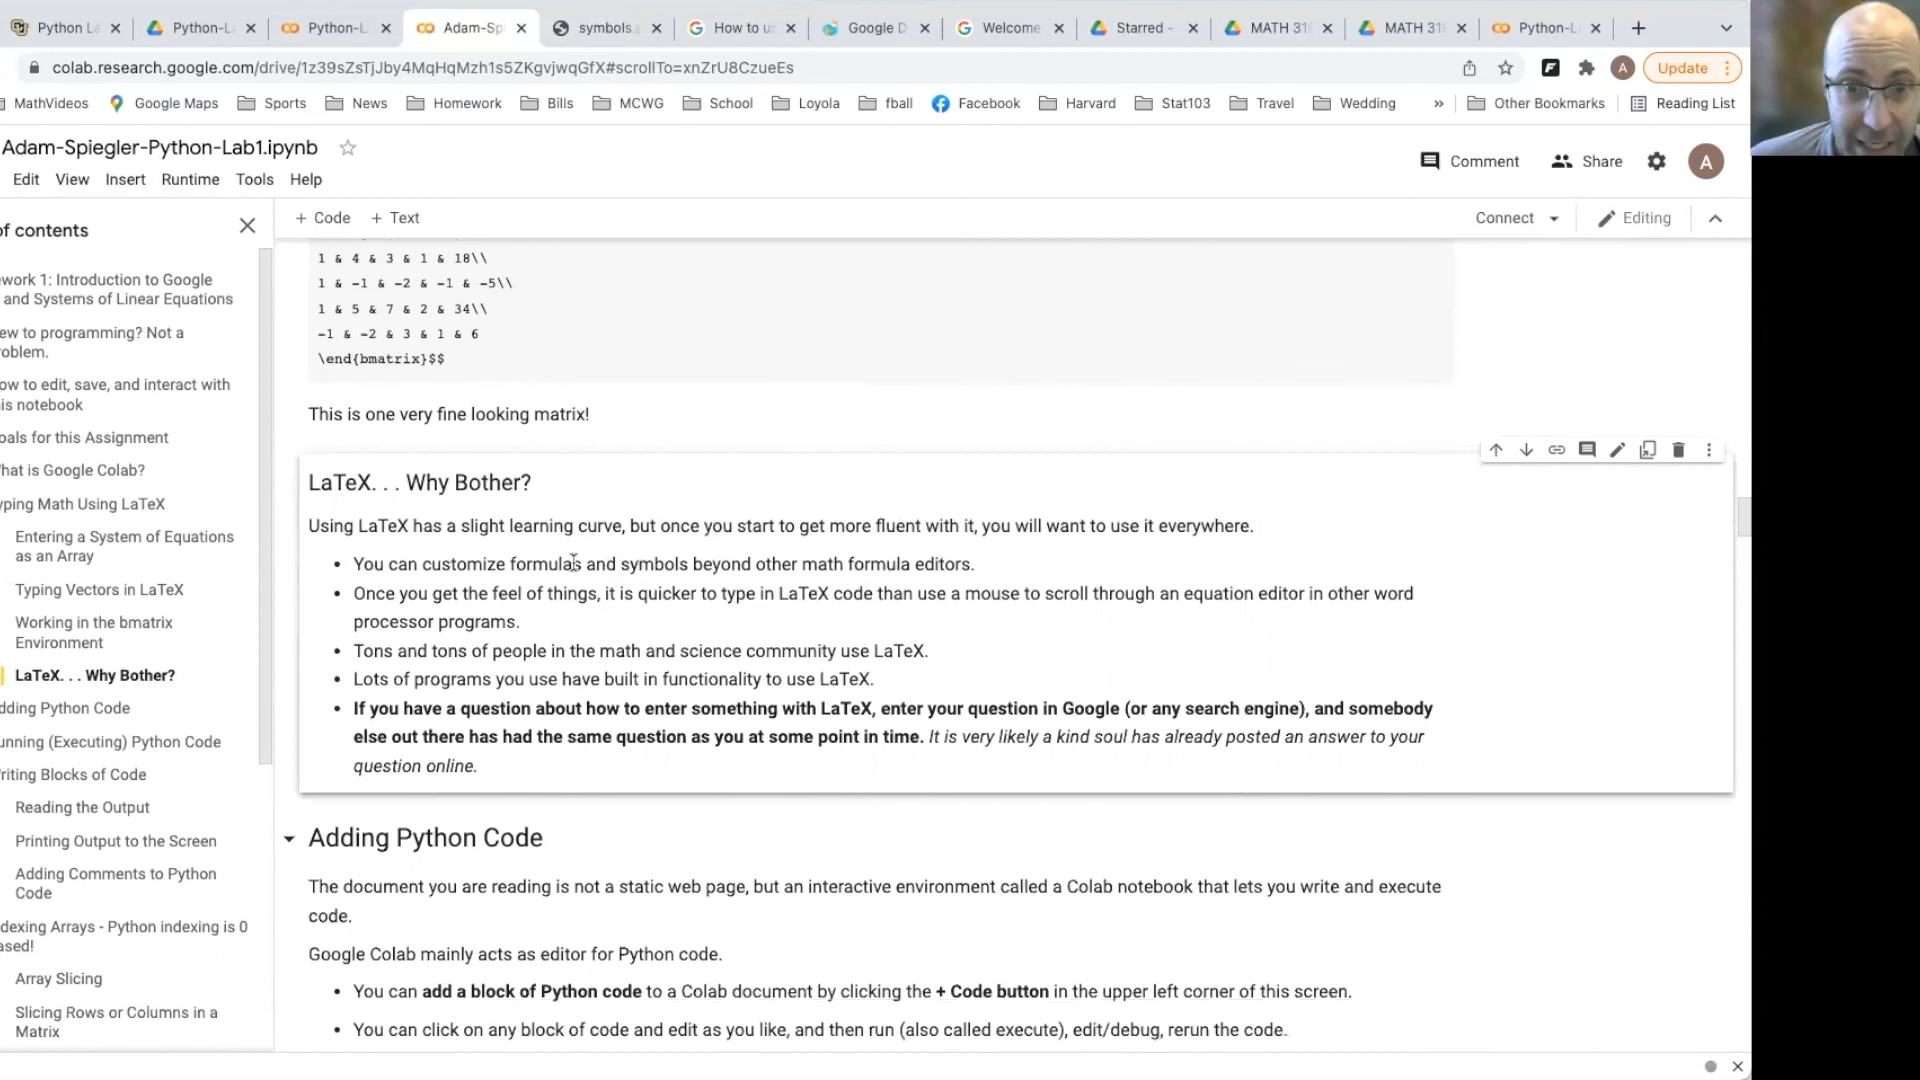 Python La
Python-L
Python-L
Adam-Sp
symbols.
How to us
Google D
Welcome
Starred -
MATH 319
MATH 319
Python-L
colab.research.google.com/drive/1z39sZsTjJby4MqHqMzh1s5ZKgvjwqGfX#scrollTo=xnZrU8CzueEs
A
Update
MathVideos
Google Maps
Sports
News
Homework
Bills
MCWG
School
Loyola
fball
Facebook
Harvard
Stat103
Travel
Wedding
»
Other Bookmarks
Reading List
Adam-Spiegler-Python-Lab1.ipynb
Comment
Share
A
Edit View Insert Runtime Tools Help
+ Code + Text
Connect
Editing
of contents
ework 1: Introduction to Google
and Systems of Linear Equations
ew to programming? Not a
roblem.
ow to edit, save, and interact with
is notebook
oals for this Assignment
hat is Google Colab?
yping Math Using LaTeX
Entering a System of Equations
as an Array
Typing Vectors in LaTeX
Working in the bmatrix
Environment
LaTeX. . . Why Bother?
dding Python Code
unning (Executing) Python Code
riting Blocks of Code
Reading the Output
Printing Output to the Screen
Adding Comments to Python
Code
dexing Arrays - Python indexing is 0
ased!
Array Slicing
Slicing Rows or Columns in a
Matrix
1 & 4 & 3 & 1 & 18\\
1 & -1 & -2 & -1 & -5\\
1 & 5 & 7 & 2 & 34\\
-1 & -2 & 3 & 1 & 6
\end{bmatrix}$$
This is one very fine looking matrix!
LaTeX. . . Why Bother?
Using LaTeX has a slight learning curve, but once you start to get more fluent with it, you will want to use it everywhere.
• You can customize formulas and symbols beyond other math formula editors.
• Once you get the feel of things, it is quicker to type in LaTeX code than use a mouse to scroll through an equation editor in other word
processor programs.
• Tons and tons of people in the math and science community use LaTeX.
• Lots of programs you use have built in functionality to use LaTeX.
• If you have a question about how to enter something with LaTeX, enter your question in Google (or any search engine), and somebody
else out there has had the same question as you at some point in time. It is very likely a kind soul has already posted an answer to your
question online.
Adding Python Code
The document you are reading is not a static web page, but an interactive environment called a Colab notebook that lets you write and execute
code.
Google Colab mainly acts as editor for Python code.
• You can add a block of Python code to a Colab document by clicking the + Code button in the upper left corner of this screen.
• You can click on any block of code and edit as you like, and then run (also called execute), edit/debug, rerun the code.